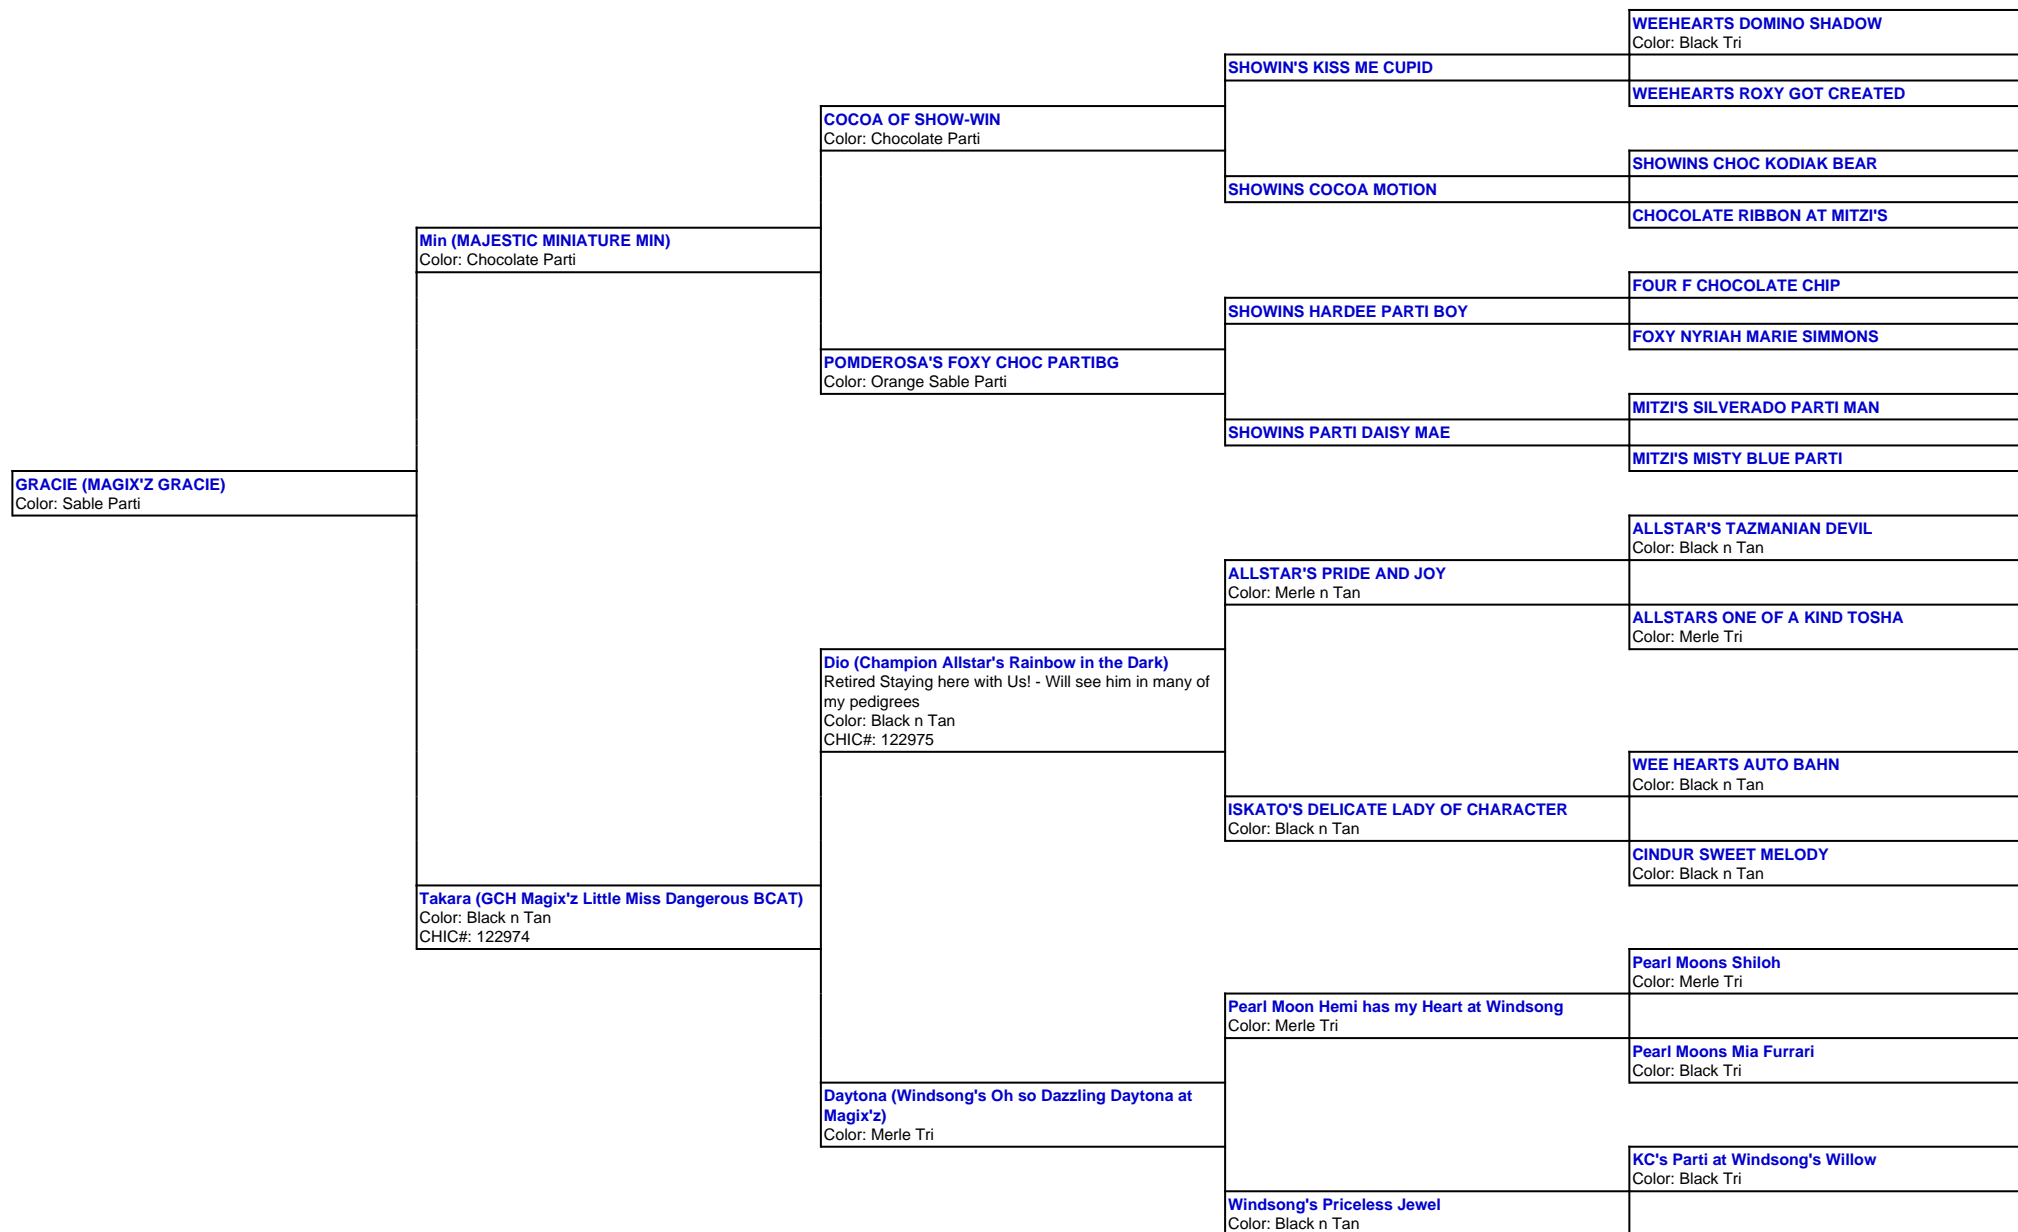 WEEHEARTS DOMINO SHADOW
Color: Black Tri
SHOWIN'S KISS ME CUPID
WEEHEARTS ROXY GOT CREATED
COCOA OF SHOW-WIN
Color: Chocolate Parti
SHOWINS CHOC KODIAK BEAR
SHOWINS COCOA MOTION
CHOCOLATE RIBBON AT MITZI'S
Min (MAJESTIC MINIATURE MIN)
Color: Chocolate Parti
FOUR F CHOCOLATE CHIP
SHOWINS HARDEE PARTI BOY
FOXY NYRIAH MARIE SIMMONS
POMDEROSA'S FOXY CHOC PARTIBG
Color: Orange Sable Parti
MITZI'S SILVERADO PARTI MAN
SHOWINS PARTI DAISY MAE
MITZI'S MISTY BLUE PARTI
GRACIE (MAGIX'Z GRACIE)
Color: Sable Parti
ALLSTAR'S TAZMANIAN DEVIL
Color: Black n Tan
ALLSTAR'S PRIDE AND JOY
Color: Merle n Tan
ALLSTARS ONE OF A KIND TOSHA
Color: Merle Tri
Dio (Champion Allstar's Rainbow in the Dark)
Retired Staying here with Us! - Will see him in many of
my pedigrees
Color: Black n Tan
CHIC#: 122975
WEE HEARTS AUTO BAHN
Color: Black n Tan
ISKATO'S DELICATE LADY OF CHARACTER
Color: Black n Tan
CINDUR SWEET MELODY
Color: Black n Tan
Takara (GCH Magix'z Little Miss Dangerous BCAT)
Color: Black n Tan
CHIC#: 122974
Pearl Moons Shiloh
Color: Merle Tri
Pearl Moon Hemi has my Heart at Windsong
Color: Merle Tri
Pearl Moons Mia Furrari
Color: Black Tri
Daytona (Windsong's Oh so Dazzling Daytona at
Magix'z)
Color: Merle Tri
KC's Parti at Windsong's Willow
Color: Black Tri
Windsong's Priceless Jewel
Color: Black n Tan